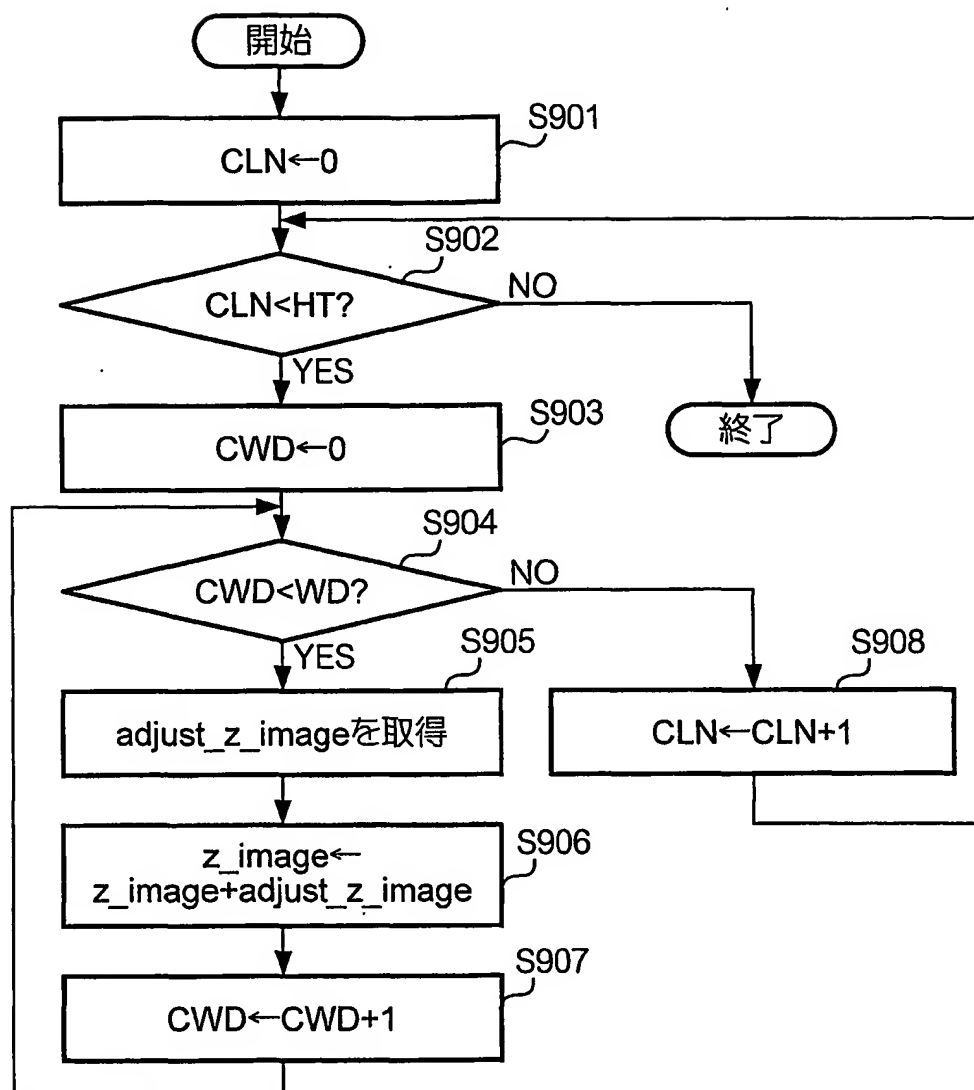 開始
S901
CLN←0
S902
CLN<HT?
NO
YES
S903
CWD←0
終了
S904
CWD<WD?
NO
YES
S905
adjust_z_imageを取得
S908
CLN←CLN+1
S906
z_image←
z_image+adjust_z_image
S907
CWD←CWD+1